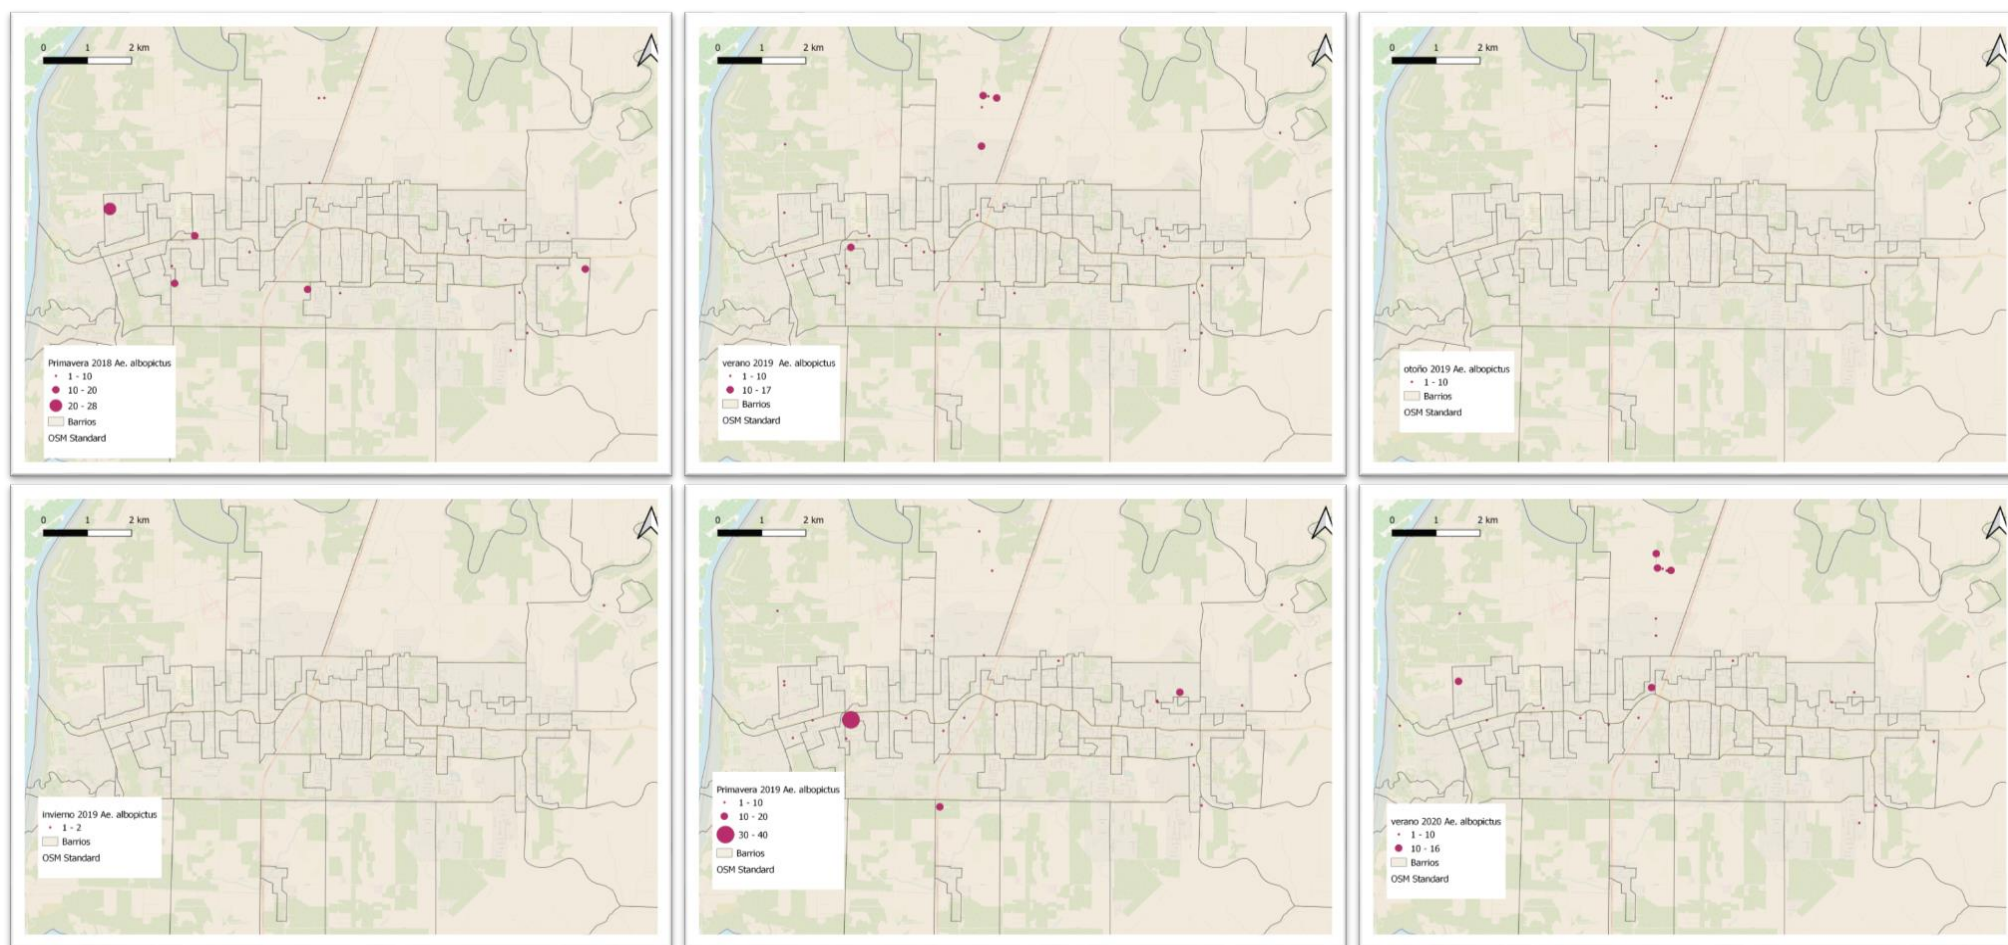 0 1 2 km
Primavera 2018 Ae. albopictus
1 - 10
10 - 20
20 - 28
Barrios
OSM Standard
0 1 2 km
verano 2019 Ae. albopictus
1 - 10
10 - 17
Barrios
OSM Standard
0 1 2 km
otoño 2019 Ae. albopictus
1 - 10
Barrios
OSM Standard
0 1 2 km
Invierno 2019 Ae. albopictus
1 - 2
Barrios
OSM Standard
0 1 2 km
Primavera 2019 Ae. albopictus
1 - 10
10 - 20
30 - 40
Barrios
OSM Standard
0 1 2 km
verano 2020 Ae. albopictus
1 - 10
10 - 16
Barrios
OSM Standard